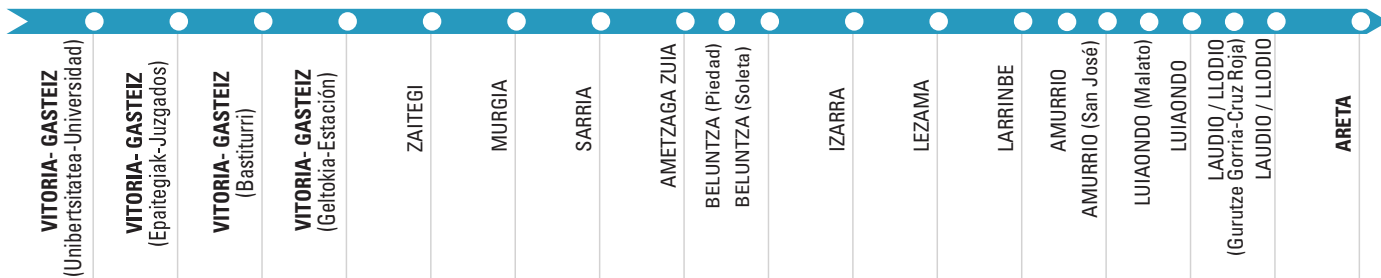 VITORIA- GASTEIZ
(Unibertsitatea-Universidad)
VITORIA- GASTEIZ
(Epaitegiak-Juzgados)
VITORIA- GASTEIZ
(Bastiturri)
VITORIA- GASTEIZ
(Geltokia-Estación)
ZAITEGI
MURGIA
SARRIA
AMETZAGA ZUIA
BELUNTZA (Piedad)
BELUNTZA (Soleta)
IZARRA
LEZAMA
LARRINBE
AMURRIO
AMURRIO (San José)
LUIAONDO (Malato)
LUIAONDO
LAUDIO / LLODIO
(Gurutze Gorria-Cruz Roja)
LAUDIO / LLODIO
ARETA